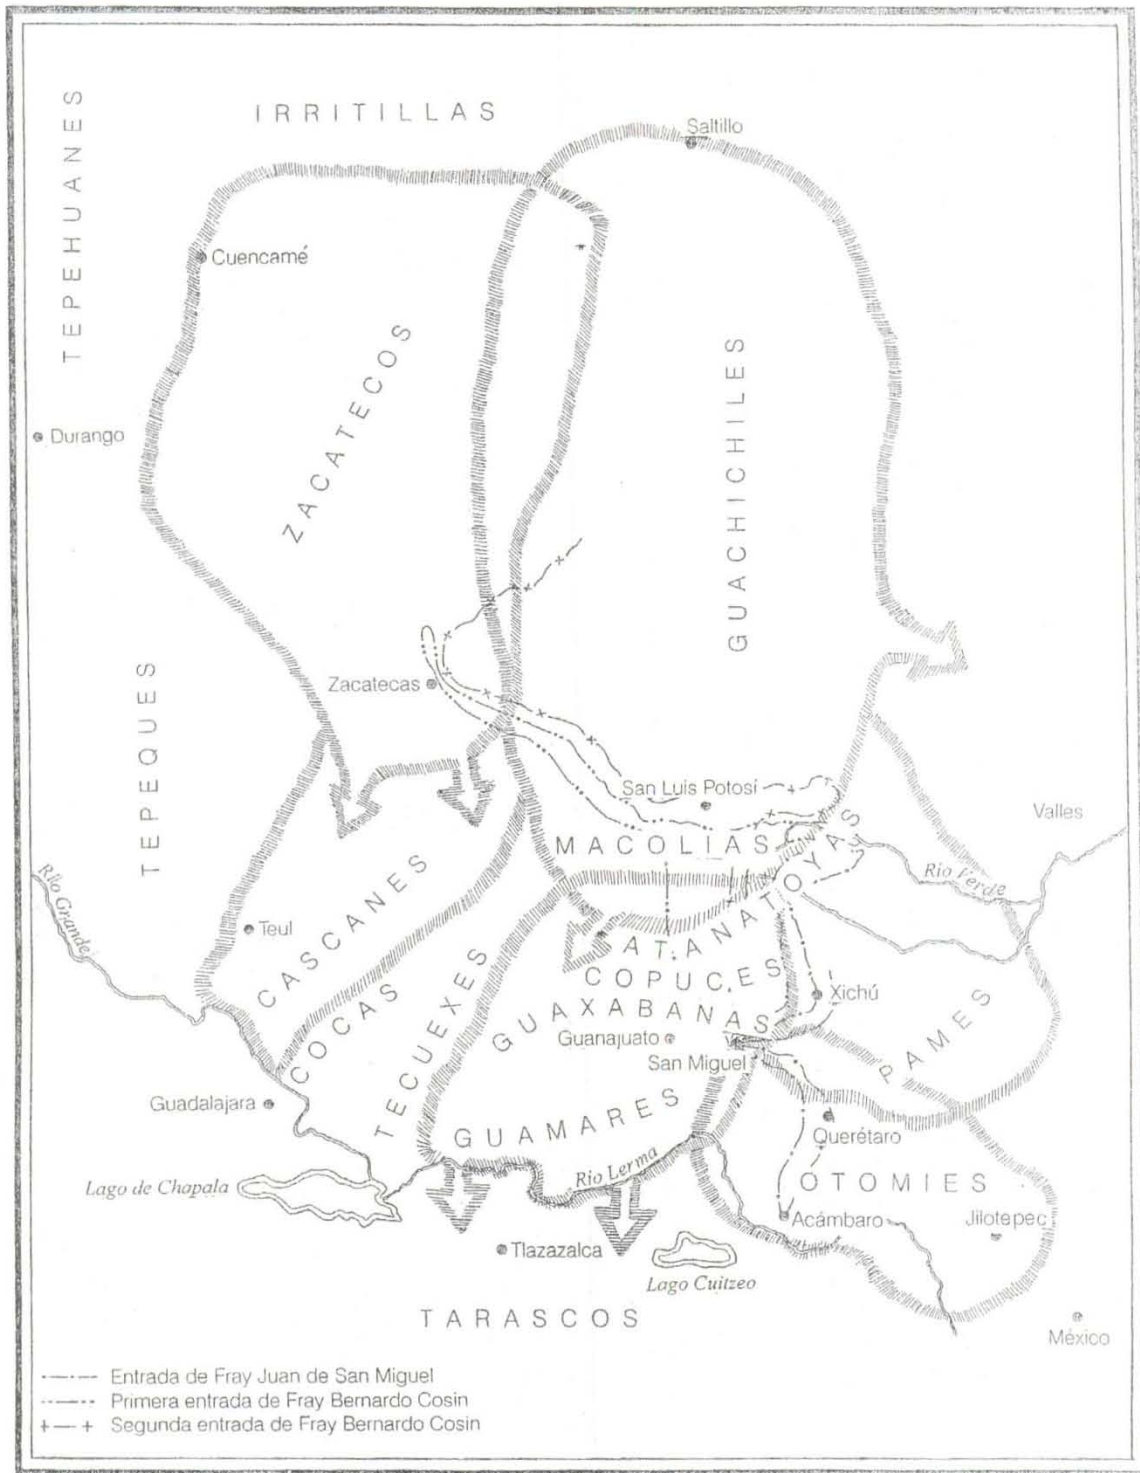 IRRITILLAS
TEPEHUANES
Saltillo
Cuencamé
ZACATECOS
GUACHICHILES
Durango
TEPEQUES
Zacatecas
San Luis Potosí
Valles
MACOLIAS
Río Grande
Río Verde
Teul
CASCANES
ATANATOYAS
COPUCES
Xichú
COCAS
TECUEXES
GUAXABANAS
PAMES
Guanajuato
San Miguel
Guadalajara
GUAMARES
Querétaro
Río Lerma
Lago de Chapala
OTOMIES
Acámbaro
Jilotepec
Tlazazalca
Lago Cuitzeo
TARASCOS
México
Entrada de Fray Juan de San Miguel
Primera entrada de Fray Bernardo Cosin
Segunda entrada de Fray Bernardo Cosin